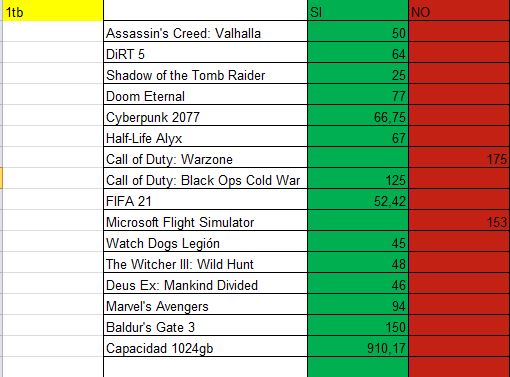 1tb SI NO
Assassin's Creed: Valhalla 50
DiRT 5 64
Shadow of the Tomb Raider 25
Doom Eternal 77
Cyberpunk 2077 66,75
Half-Life Alyx 67
Call of Duty: Warzone 175
Call of Duty: Black Ops Cold War 125
FIFA 21 52,42
Microsoft Flight Simulator 153
Watch Dogs Legión 45
The Witcher III: Wild Hunt 48
Deus Ex: Mankind Divided 46
Marvel's Avengers 94
Baldur's Gate 3 150
Capacidad 1024gb 910,17